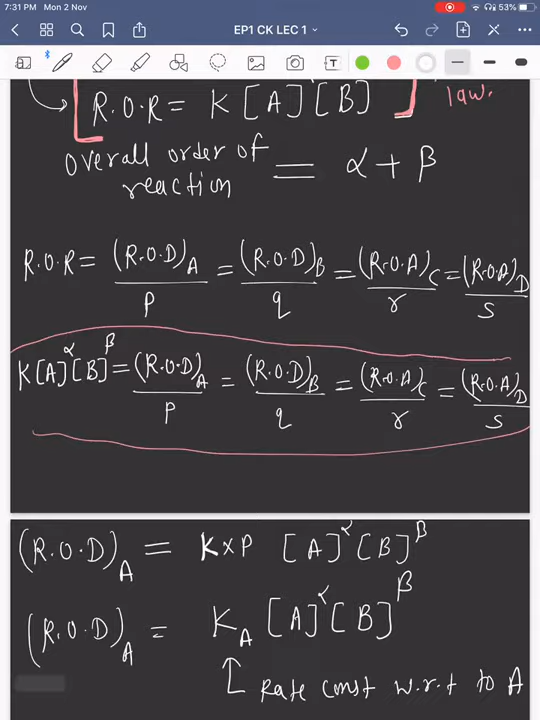 7:31 PM Mon 2 Nov 53%
EP1 CK LEC 1
R.O.R = K [A] [B] law.
Overall order of reaction = α + β
R.O.R = (R.O.D)A / p = (R.O.D)B / q = (R.O.A)C / r = (R.O.A)D / s
K[A]^α [B]^β = (R.O.D)A / p = (R.O.D)B / q = (R.O.A)C / r = (R.O.A)D / s
(R.O.D)A = K×P [A]^α [B]^β
(R.O.D)A = KA [A]^α [B]^β
Rate const w.r.t to A